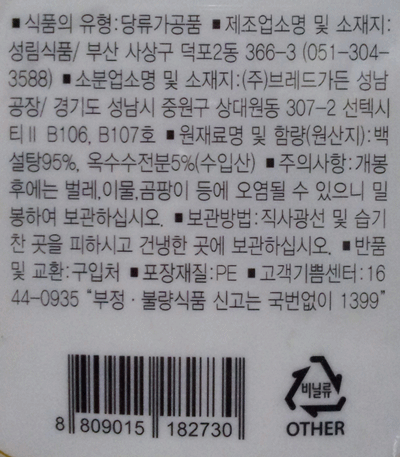 ■식품의 유형:당류가공품 ■제조업소명 및 소재지:
성림식품/ 부산 사상구 덕포2동 366-3 (051-304-
3588) ■소분업소명 및 소재지:(주)브레드가든 성남
공장/ 경기도 성남시 중원구 상대원동 307-2 선텍시
티II B106, B107호 ■원재료명 및 함량(원산지):백
설탕95%, 옥수수전분5%(수입산) ■주의사항:개봉
후에는 벌레,이물,곰팡이 등에 오염될 수 있으니 밀
봉하여 보관하십시오. ■보관방법:직사광선 및 습기
찬 곳을 피하시고 건냉한 곳에 보관하십시오. ■반품
및 교환:구입처 ■포장재질:PE ■고객기쁨센터:16
44-0935 “부정·불량식품 신고는 국번없이 1399”
비닐류
OTHER
8 809015 182730